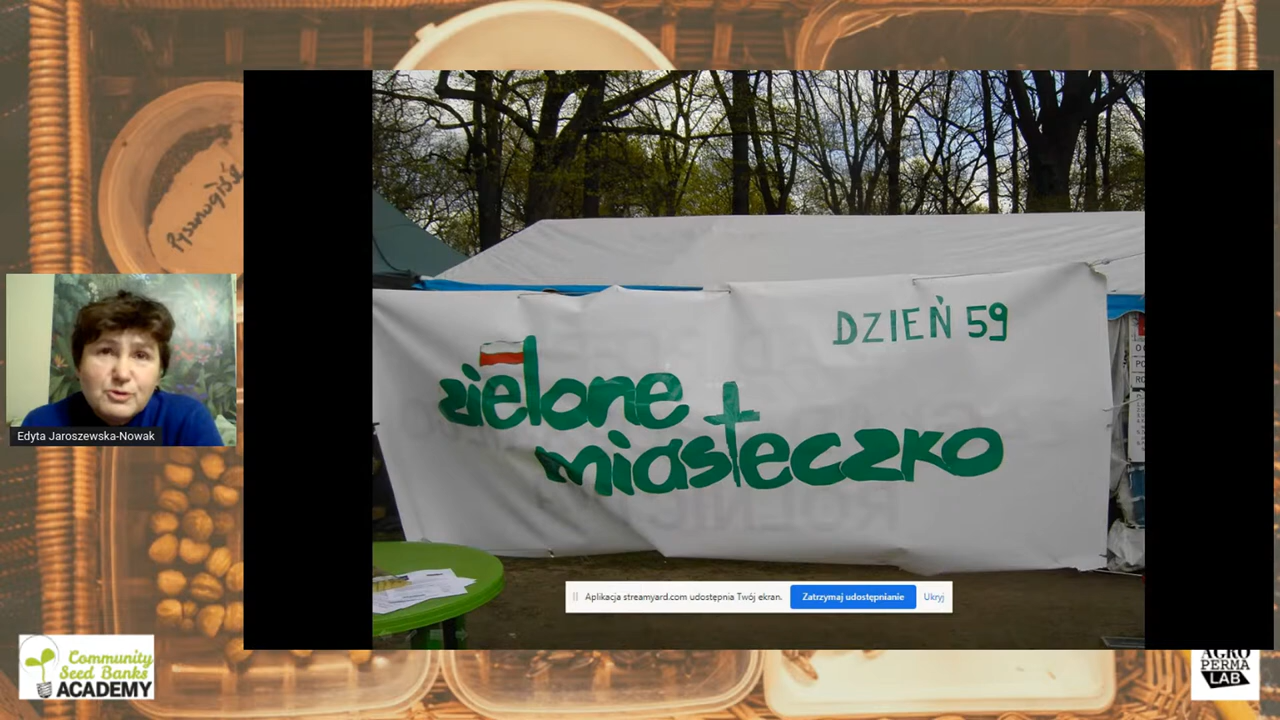 Pysznogłów
DZIEŃ 59
zielone
miasteczko
Edyta Jaroszewska-Nowak
Aplikacja streamyard.com udostępnia Twój ekran.
Zatrzymaj udostępnianie
Ukryj
Community
Seed Banks
ACADEMY
AGRO
PERMA
LAB